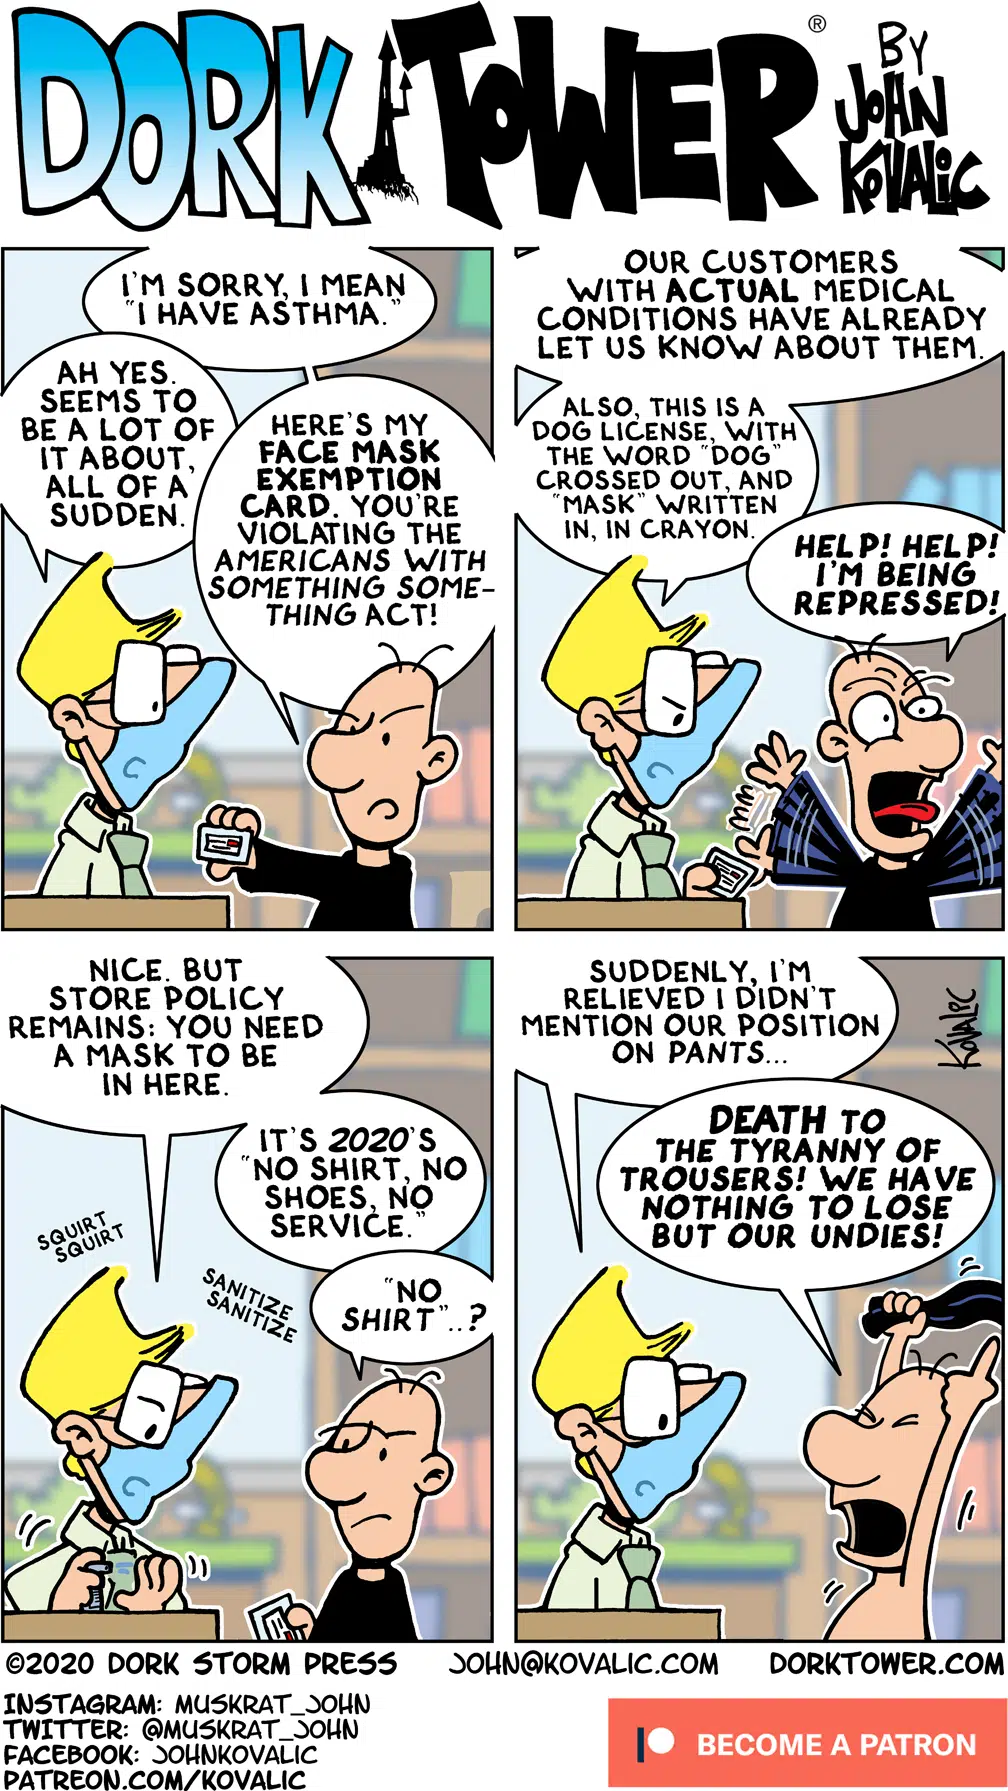 DORK TOWER®
BY
JOHN
KOVALIC
I'M SORRY, I MEAN
"I HAVE ASTHMA."
AH YES.
SEEMS TO
BE A LOT OF
IT ABOUT,
ALL OF A
SUDDEN.
HERE'S MY
FACE MASK
EXEMPTION
CARD. YOU'RE
VIOLATING THE
AMERICANS WITH
SOMETHING SOME-
THING ACT!
OUR CUSTOMERS
WITH ACTUAL MEDICAL
CONDITIONS HAVE ALREADY
LET US KNOW ABOUT THEM.
ALSO, THIS IS A
DOG LICENSE, WITH
THE WORD "DOG"
CROSSED OUT, AND
"MASK" WRITTEN
IN, IN CRAYON.
HELP! HELP!
I'M BEING
REPRESSED!
NICE. BUT
STORE POLICY
REMAINS: YOU NEED
A MASK TO BE
IN HERE.
IT'S 2020'S
"NO SHIRT, NO
SHOES, NO
SERVICE."
SQUIRT
SQUIRT
SANITIZE
SANITIZE
"NO
SHIRT"..?
SUDDENLY, I'M
RELIEVED I DIDN'T
MENTION OUR POSITION
ON PANTS...
KOVALIC
DEATH TO
THE TYRANNY OF
TROUSERS! WE HAVE
NOTHING TO LOSE
BUT OUR UNDIES!
©2020 DORK STORM PRESS JOHN@KOVALIC.COM DORKTOWER.COM
INSTAGRAM: MUSKRAT_JOHN
TWITTER: @MUSKRAT_JOHN
FACEBOOK: JOHNKOVALIC
PATREON.COM/KOVALIC
BECOME A PATRON